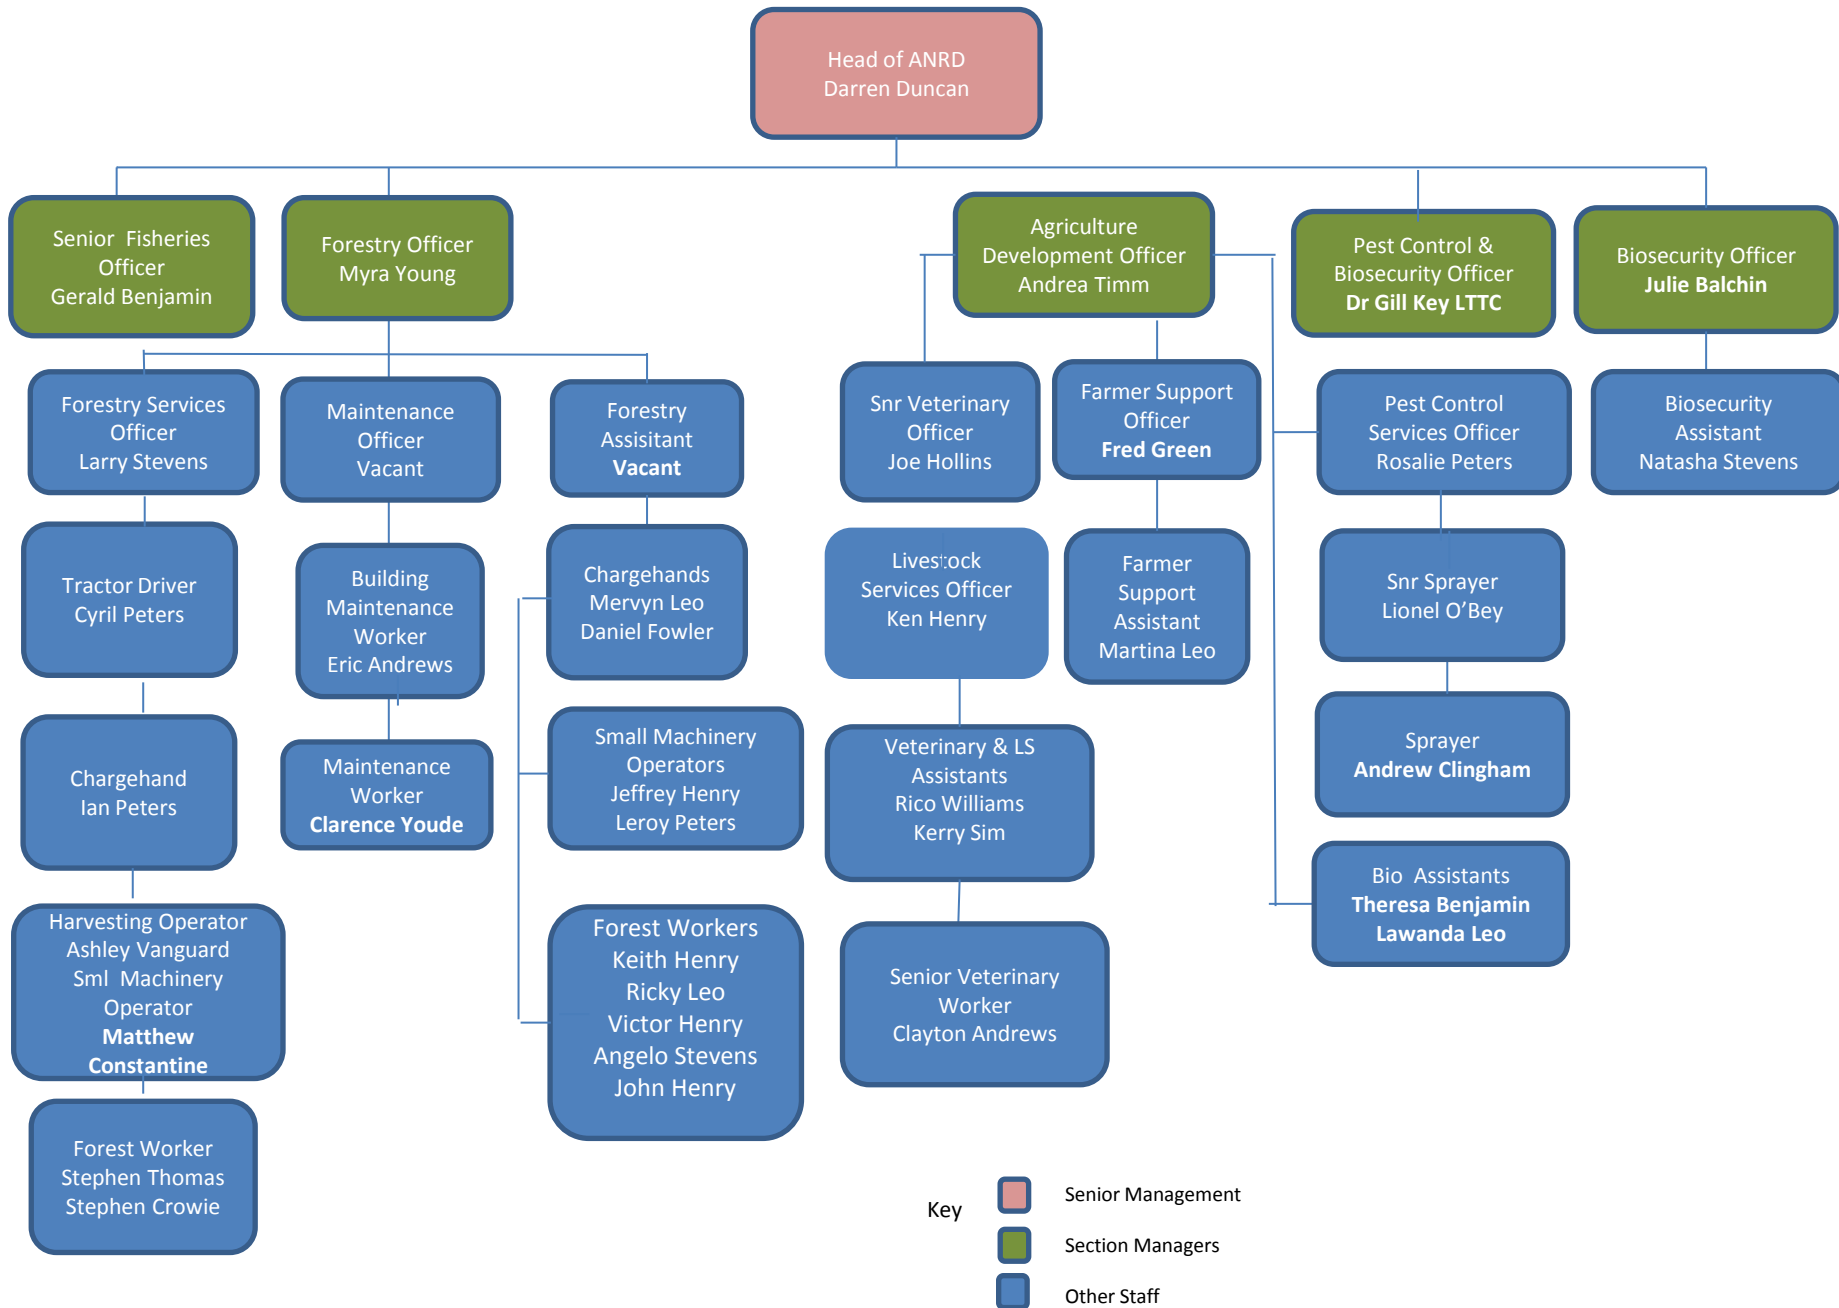 Head of ANRD
Darren Duncan
Senior Fisheries
Officer
Gerald Benjamin
Forestry Officer
Myra Young
Agriculture
Development Officer
Andrea Timm
Pest Control &
Biosecurity Officer
Dr Gill Key LTTC
Biosecurity Officer
Julie Balchin
Forestry Services
Officer
Larry Stevens
Maintenance
Officer
Vacant
Forestry
Assisitant
Vacant
Snr Veterinary
Officer
Joe Hollins
Farmer Support
Officer
Fred Green
Pest Control
Services Officer
Rosalie Peters
Biosecurity
Assistant
Natasha Stevens
Tractor Driver
Cyril Peters
Building
Maintenance
Worker
Eric Andrews
Chargehands
Mervyn Leo
Daniel Fowler
Livestock
Services Officer
Ken Henry
Farmer
Support
Assistant
Martina Leo
Snr Sprayer
Lionel O’Bey
Chargehand
Ian Peters
Maintenance
Worker
Clarence Youde
Small Machinery
Operators
Jeffrey Henry
Leroy Peters
Veterinary & LS
Assistants
Rico Williams
Kerry Sim
Sprayer
Andrew Clingham
Harvesting Operator
Ashley Vanguard
Sml Machinery
Operator
Matthew
Constantine
Forest Workers
Keith Henry
Ricky Leo
Victor Henry
Angelo Stevens
John Henry
Senior Veterinary
Worker
Clayton Andrews
Bio Assistants
Theresa Benjamin
Lawanda Leo
Forest Worker
Stephen Thomas
Stephen Crowie
Key
Senior Management
Section Managers
Other Staff